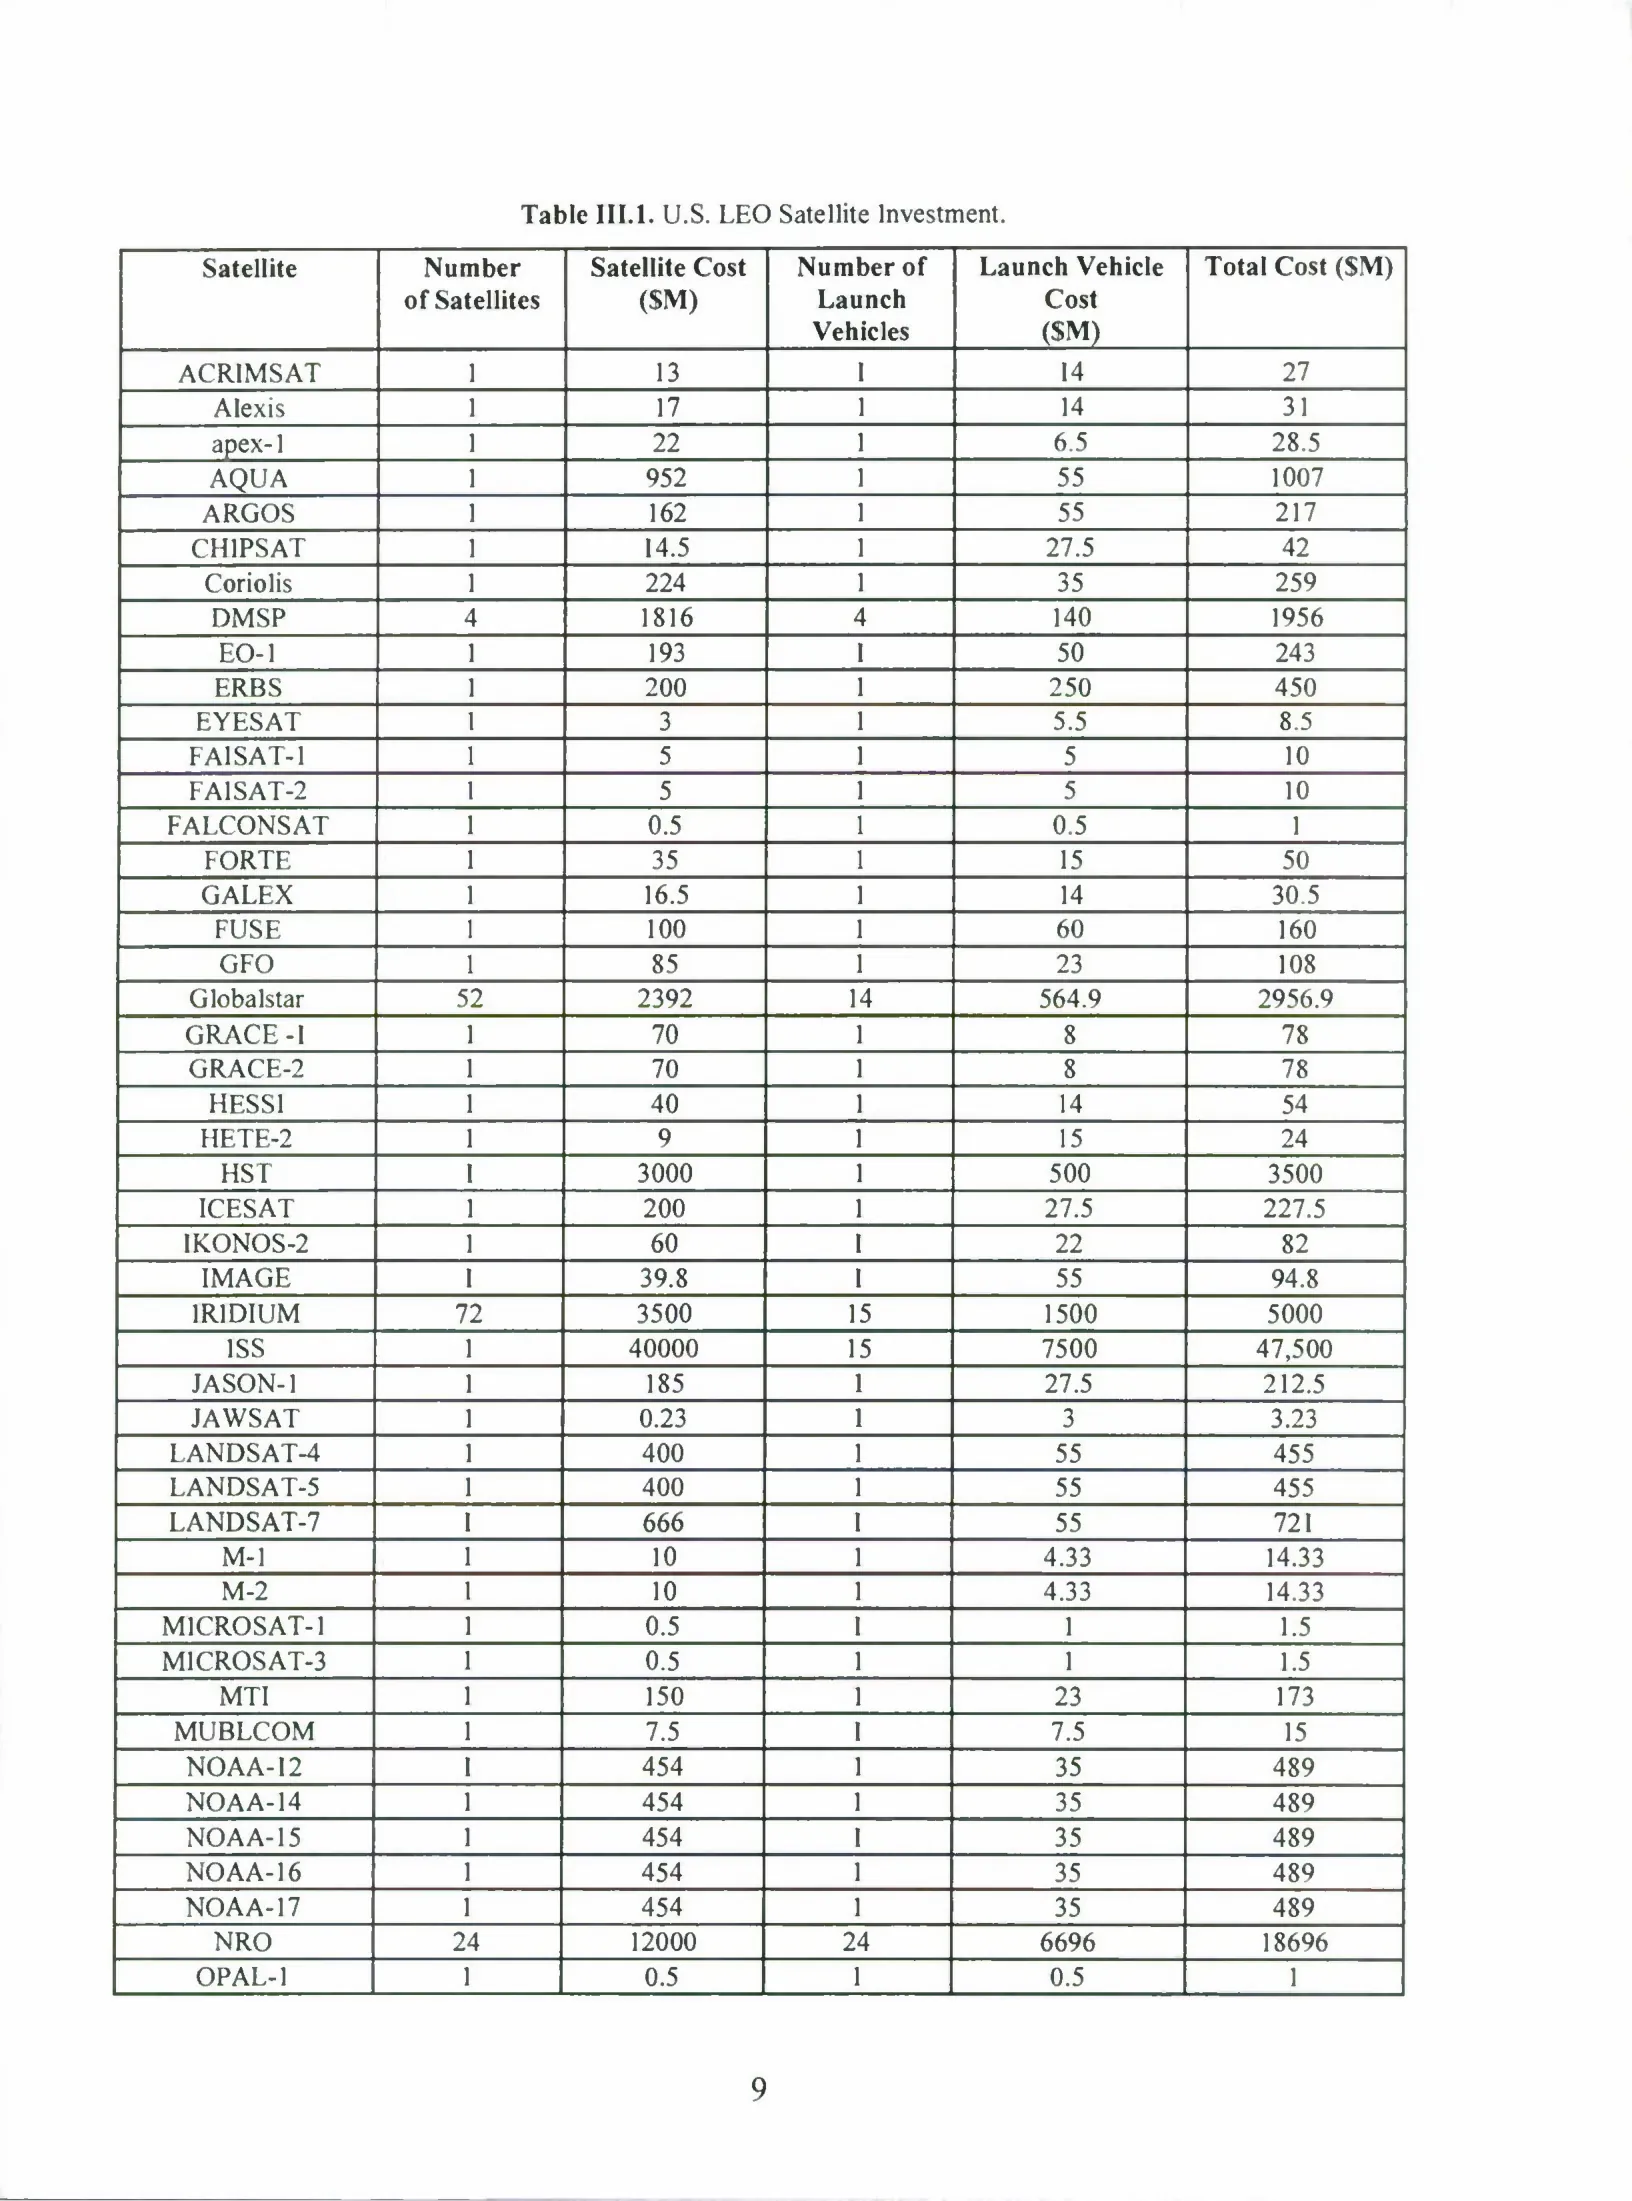 Table III.1. U.S. LEO Satellite Investment.
Satellite Number of Satellites Satellite Cost ($M) Number of Launch Vehicles Launch Vehicle Cost ($M) Total Cost ($M)
ACRIMSAT 1 13 1 14 27
Alexis 1 17 1 14 31
apex-1 1 22 1 6.5 28.5
AQUA 1 952 1 55 1007
ARGOS 1 162 1 55 217
CHIPSAT 1 14.5 1 27.5 42
Coriolis 1 224 1 35 259
DMSP 4 1816 4 140 1956
EO-1 1 193 1 50 243
ERBS 1 200 1 250 450
EYESAT 1 3 1 5.5 8.5
FAISAT-1 1 5 1 5 10
FAISAT-2 1 5 1 5 10
FALCONSAT 1 0.5 1 0.5 1
FORTE 1 35 1 15 50
GALEX 1 16.5 1 14 30.5
FUSE 1 100 1 60 160
GFO 1 85 1 23 108
Globalstar 52 2392 14 564.9 2956.9
GRACE -1 1 70 1 8 78
GRACE-2 1 70 1 8 78
HESSI 1 40 1 14 54
HETE-2 1 9 1 15 24
HST 1 3000 1 500 3500
ICESAT 1 200 1 27.5 227.5
IKONOS-2 1 60 1 22 82
IMAGE 1 39.8 1 55 94.8
IRIDIUM 72 3500 15 1500 5000
ISS 1 40000 15 7500 47,500
JASON-1 1 185 1 27.5 212.5
JAWSAT 1 0.23 1 3 3.23
LANDSAT-4 1 400 1 55 455
LANDSAT-5 1 400 1 55 455
LANDSAT-7 1 666 1 55 721
M-1 1 10 1 4.33 14.33
M-2 1 10 1 4.33 14.33
MICROSAT-1 1 0.5 1 1 1.5
MICROSAT-3 1 0.5 1 1 1.5
MTI 1 150 1 23 173
MUBLCOM 1 7.5 1 7.5 15
NOAA-12 1 454 1 35 489
NOAA-14 1 454 1 35 489
NOAA-15 1 454 1 35 489
NOAA-16 1 454 1 35 489
NOAA-17 1 454 1 35 489
NRO 24 12000 24 6696 18696
OPAL-1 1 0.5 1 0.5 1
9